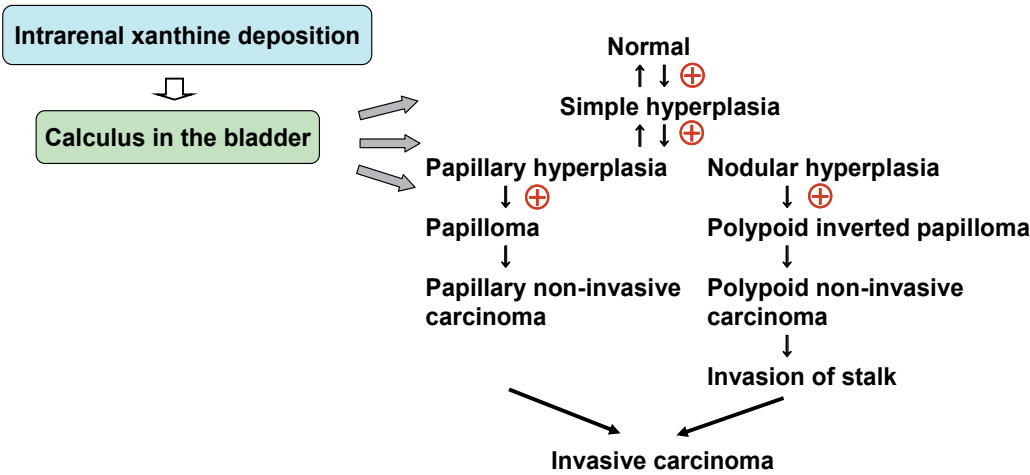 Intrarenal xanthine deposition
Calculus in the bladder
Normal
Simple hyperplasia
Papillary hyperplasia
Nodular hyperplasia
Papilloma
Polypoid inverted papilloma
Papillary non-invasive
carcinoma
Polypoid non-invasive
carcinoma
Invasion of stalk
Invasive carcinoma